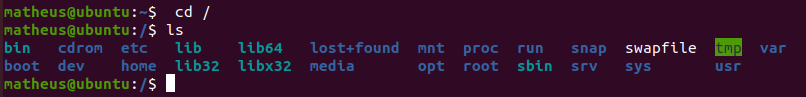 matheus@ubuntu:~$  cd /
matheus@ubuntu:/$ ls
bin   cdrom  etc   lib    lib64   lost+found  mnt  proc  run   snap  swapfile  tmp  var
boot  dev    home  lib32  libx32  media       opt  root  sbin  srv   sys       usr
matheus@ubuntu:/$